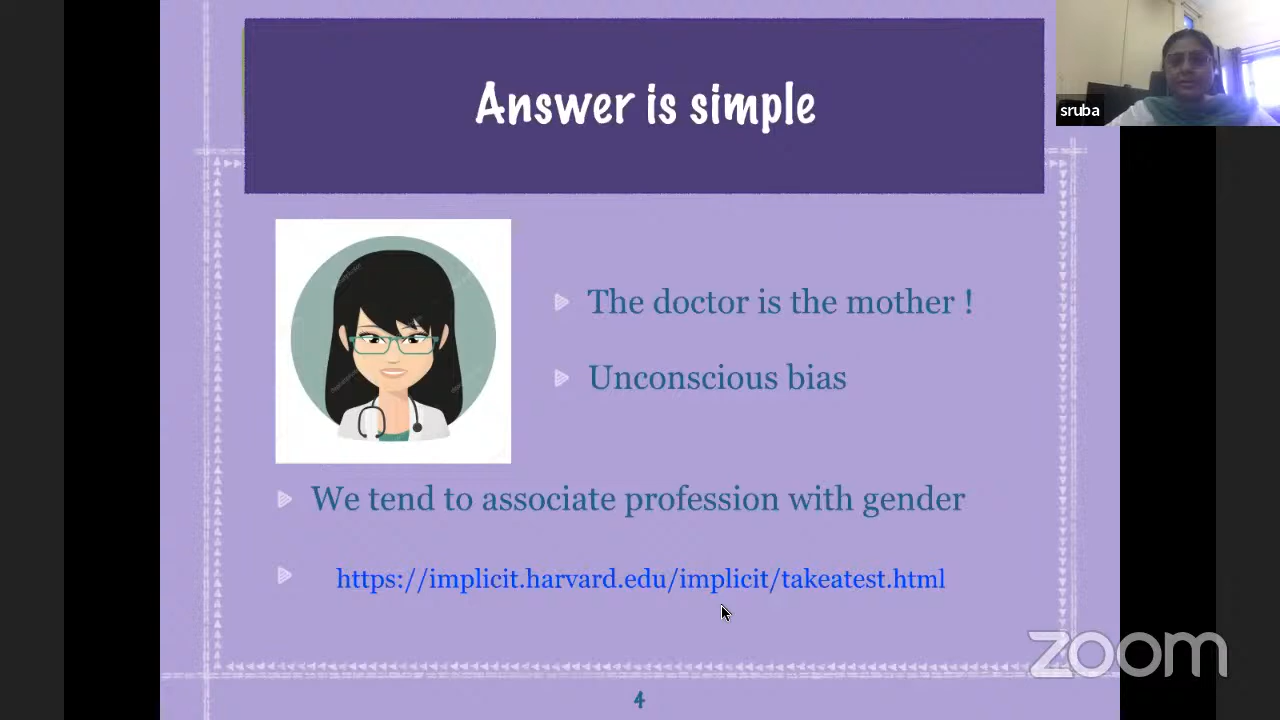 Answer is simple
sruba
The doctor is the mother !
Unconscious bias
We tend to associate profession with gender
https://implicit.harvard.edu/implicit/takeatest.html
zoom
4